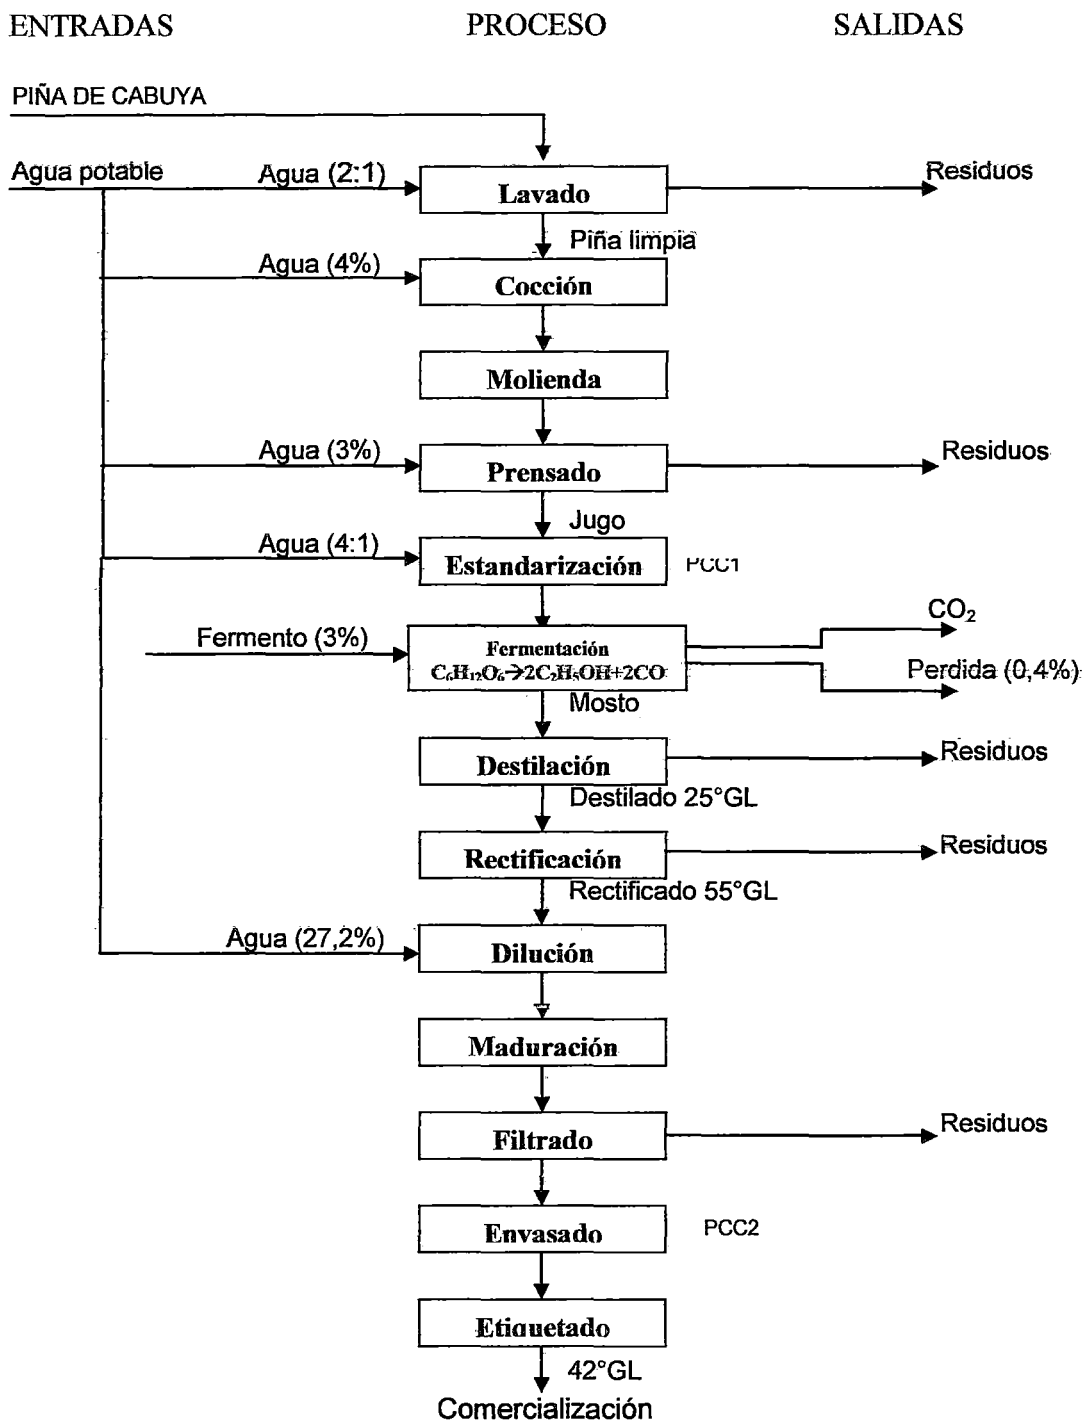 ENTRADAS PROCESO SALIDAS
PIÑA DE CABUYA
Agua potable Agua (2:1) Lavado Residuos
Piña limpia
Agua (4%) Cocción
Molienda
Agua (3%) Prensado Residuos
Jugo
Agua (4:1) Estandarización PCC1
Fermento (3%) Fermentación CO₂
C₆H₁₂O₆→2C₂H₅OH+2CO Perdida (0,4%)
Mosto
Destilación Residuos
Destilado 25°GL
Rectificación Residuos
Rectificado 55°GL
Agua (27,2%) Dilución
Maduración
Filtrado Residuos
Envasado PCC2
Etiquetado
42°GL
Comercialización